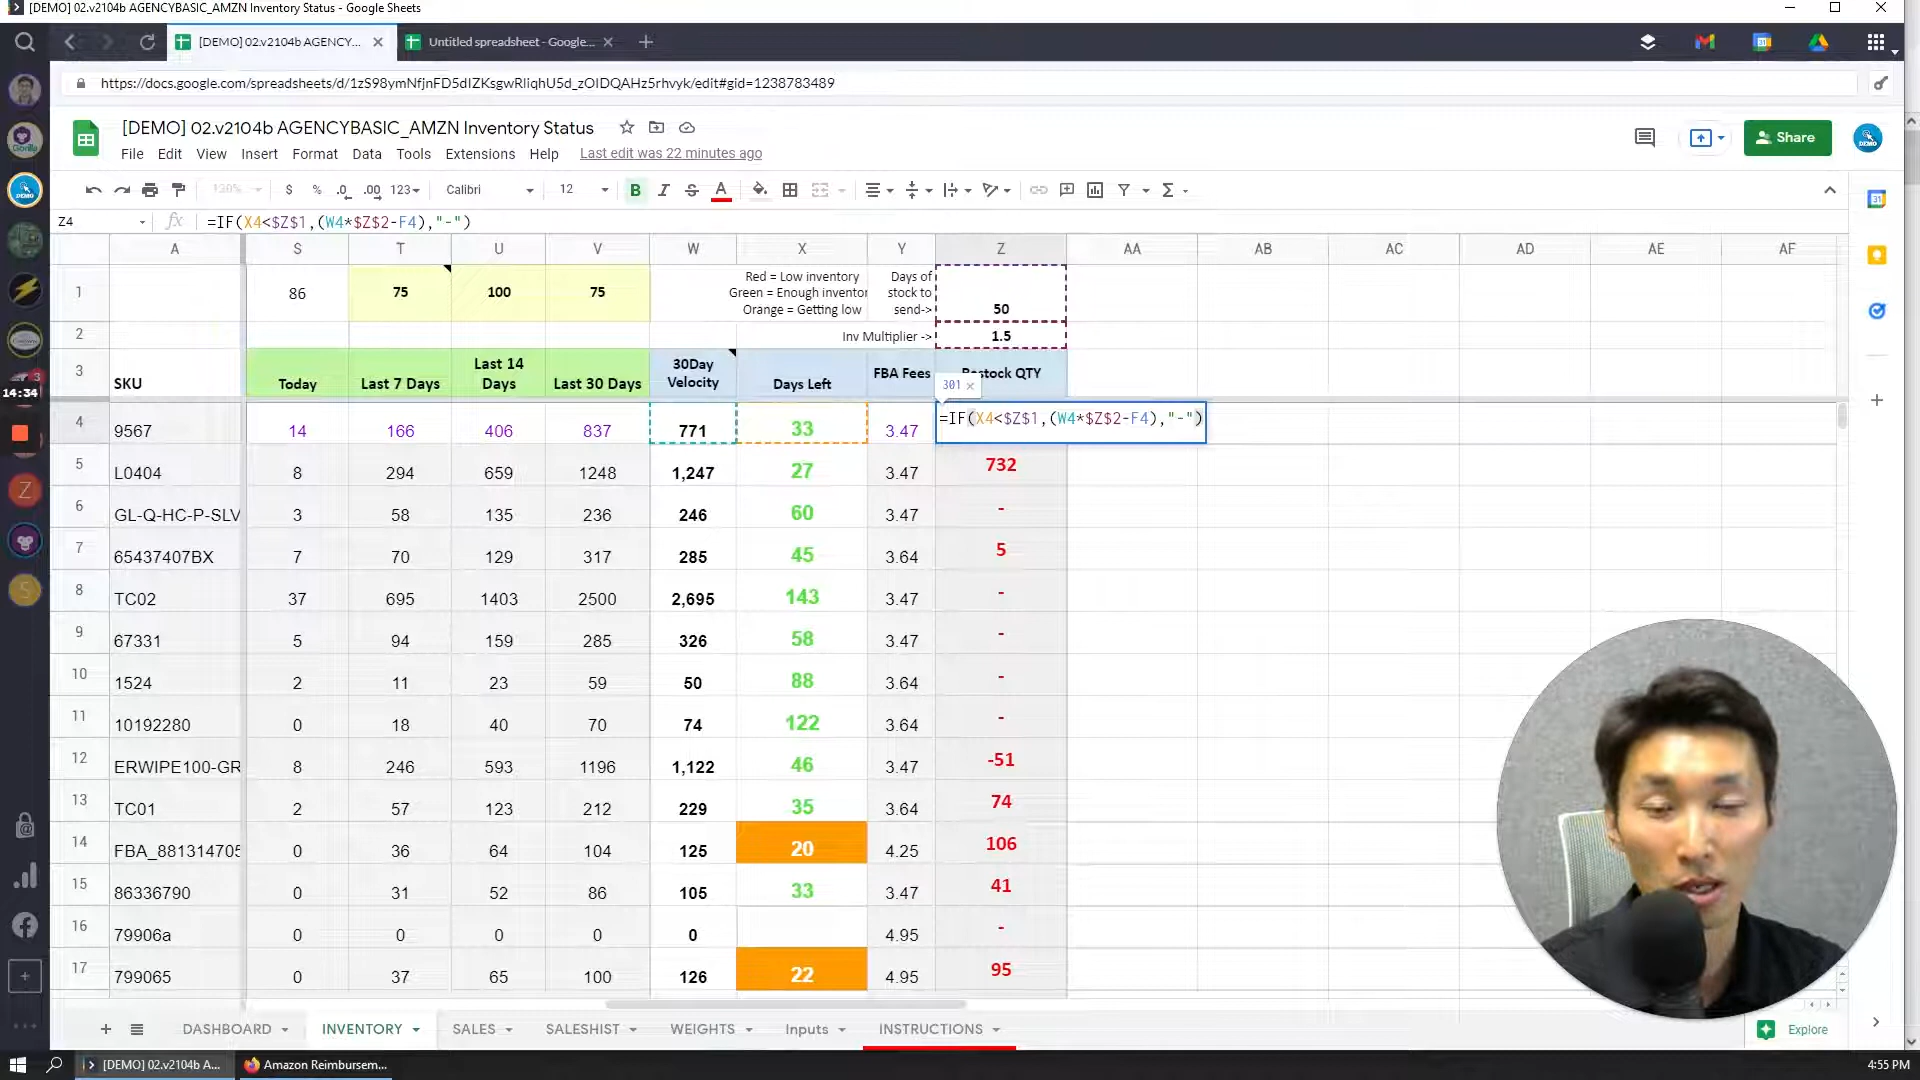 [DEMO] 02.v2104b AGENCYBASIC_AMZN Inventory Status - Google Sheets
[DEMO] 02.v2104b AGENCY...
Untitled spreadsheet - Google...
https://docs.google.com/spreadsheets/d/1zS98ymNfjnFD5dIZKsgwRliqhU5d_zOIDQAHz5rhvyk/edit#gid=1238783489
[DEMO] 02.v2104b AGENCYBASIC_AMZN Inventory Status
File Edit View Insert Format Data Tools Extensions Help Last edit was 22 minutes ago
Share
DEMO
120% $ % .0 .00 123 Calibri 12 B I S A
Z4 fx =IF(X4<$Z$1,(W4*$Z$2-F4),"-")
A S T U V W X Y Z AA AB AC AD AE AF
1 86 75 100 75
Red = Low inventory
Green = Enough inventor
Orange = Getting low
Days of
stock to
send->
50
2 Inv Multiplier -> 1.5
3 SKU Today Last 7 Days Last 14 Days Last 30 Days 30Day Velocity Days Left FBA Fees Restock QTY
301 ×
4 9567 14 166 406 837 771 33 3.47 =IF(X4<$Z$1,(W4*$Z$2-F4),"-")
5 L0404 8 294 659 1248 1,247 27 3.47 732
6 GL-Q-HC-P-SLV 3 58 135 236 246 60 3.47 -
7 65437407BX 7 70 129 317 285 45 3.64 5
8 TC02 37 695 1403 2500 2,695 143 3.47 -
9 67331 5 94 159 285 326 58 3.47 -
10 1524 2 11 23 59 50 88 3.64 -
11 10192280 0 18 40 70 74 122 3.64 -
12 ERWIPE100-GR 8 246 593 1196 1,122 46 3.47 -51
13 TC01 2 57 123 212 229 35 3.64 74
14 FBA_881314705 0 36 64 104 125 20 4.25 106
15 86336790 0 31 52 86 105 33 3.47 41
16 79906a 0 0 0 0 0 4.95 -
17 799065 0 37 65 100 126 22 4.95 95
14:34
3
Z
S
DASHBOARD INVENTORY SALES SALESHIST WEIGHTS Inputs INSTRUCTIONS
Explore
[DEMO] 02.v2104b A...
Amazon Reimbursem...
4:55 PM